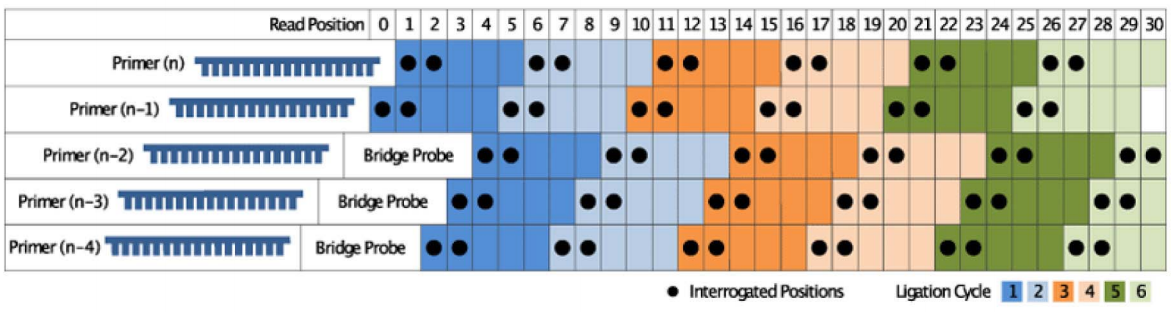 Read Position 0 1 2 3 4 5 6 7 8 9 10 11 12 13 14 15 16 17 18 19 20 21 22 23 24 25 26 27 28 29 30
Primer (n)
Primer (n-1)
Primer (n-2) Bridge Probe
Primer (n-3) Bridge Probe
Primer (n-4) Bridge Probe
Interrogated Positions Ligation Cycle 1 2 3 4 5 6